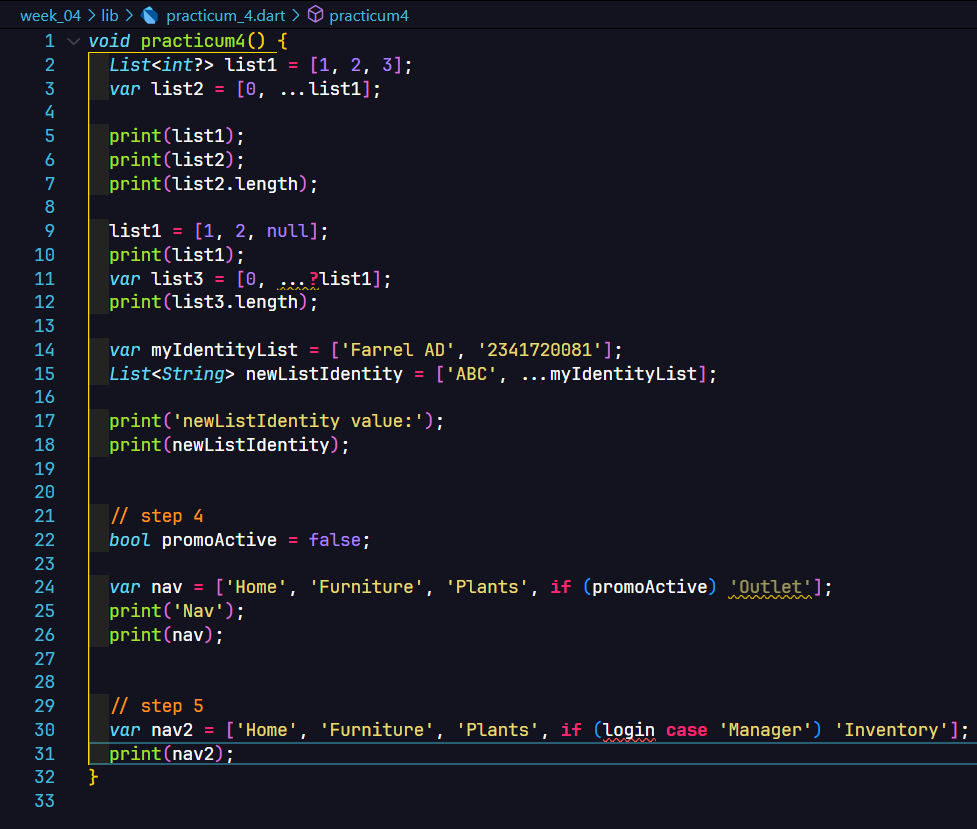 week_04 > lib > practicum_4.dart > practicum4
1 void practicum4() {
2 List<int?> list1 = [1, 2, 3];
3 var list2 = [0, ...list1];
4
5 print(list1);
6 print(list2);
7 print(list2.length);
8
9 list1 = [1, 2, null];
10 print(list1);
11 var list3 = [0, ...?list1];
12 print(list3.length);
13
14 var myIdentityList = ['Farrel AD', '2341720081'];
15 List<String> newListIdentity = ['ABC', ...myIdentityList];
16
17 print('newListIdentity value:');
18 print(newListIdentity);
19
20
21 // step 4
22 bool promoActive = false;
23
24 var nav = ['Home', 'Furniture', 'Plants', if (promoActive) 'Outlet'];
25 print('Nav');
26 print(nav);
27
28
29 // step 5
30 var nav2 = ['Home', 'Furniture', 'Plants', if (login case 'Manager') 'Inventory'];
31 print(nav2);
32 }
33